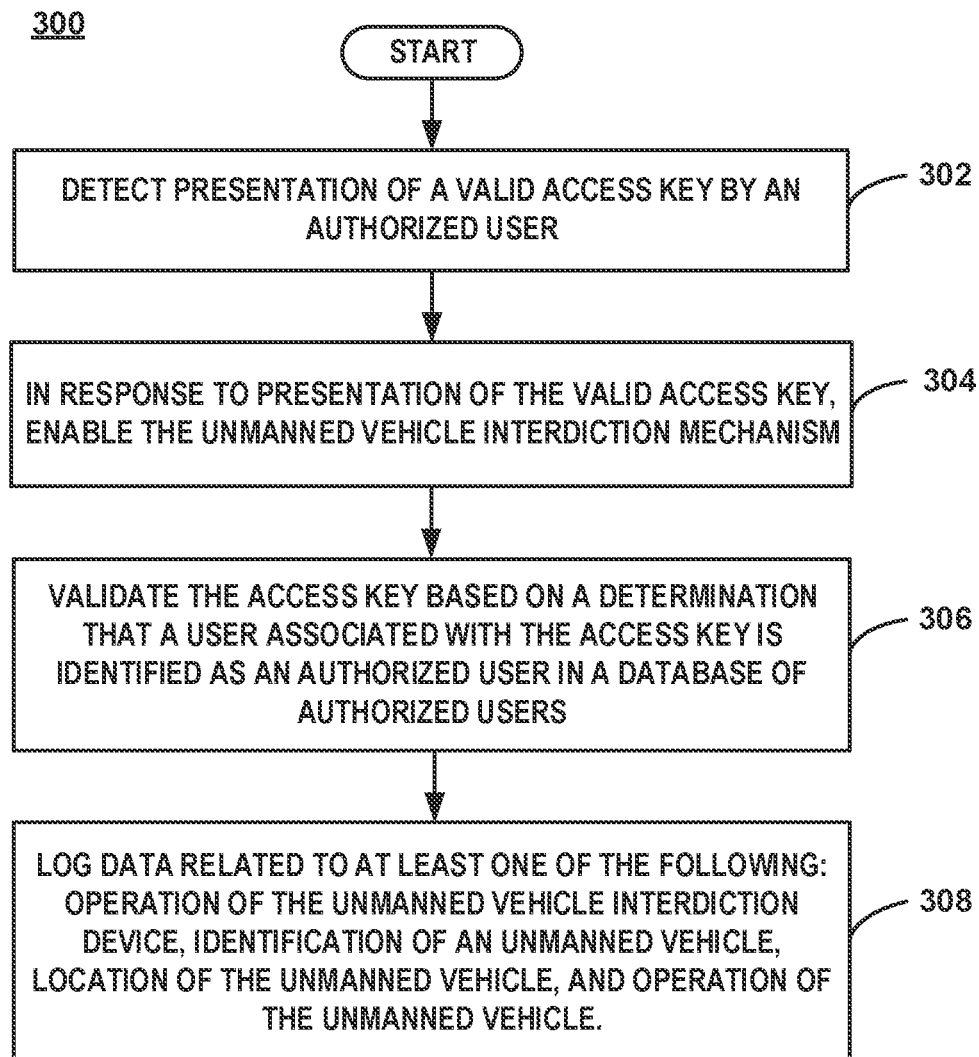 300
START
DETECT PRESENTATION OF A VALID ACCESS KEY BY AN
AUTHORIZED USER
302
IN RESPONSE TO PRESENTATION OF THE VALID ACCESS KEY,
ENABLE THE UNMANNED VEHICLE INTERDICTION MECHANISM
304
VALIDATE THE ACCESS KEY BASED ON A DETERMINATION
THAT A USER ASSOCIATED WITH THE ACCESS KEY IS
IDENTIFIED AS AN AUTHORIZED USER IN A DATABASE OF
AUTHORIZED USERS
306
LOG DATA RELATED TO AT LEAST ONE OF THE FOLLOWING:
OPERATION OF THE UNMANNED VEHICLE INTERDICTION
DEVICE, IDENTIFICATION OF AN UNMANNED VEHICLE,
LOCATION OF THE UNMANNED VEHICLE, AND OPERATION OF
THE UNMANNED VEHICLE.
308